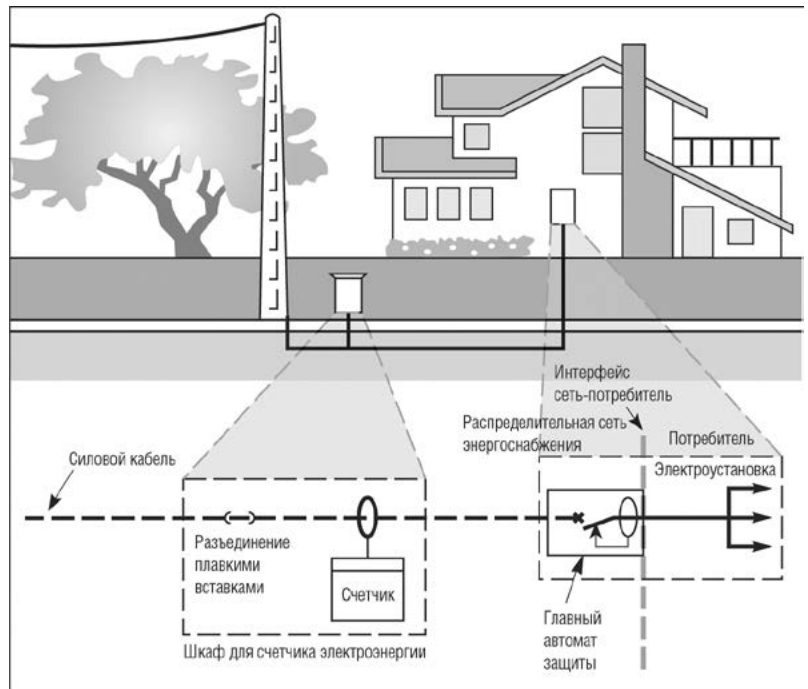 Интерфейс
сеть-потребитель
Распределительная сеть
энергоснабжения
Потребитель
Силовой кабель
Электроустановка
Разъединение
плавкими
вставками
Счетчик
Главный
автомат
защиты
Шкаф для счетчика электроэнергии